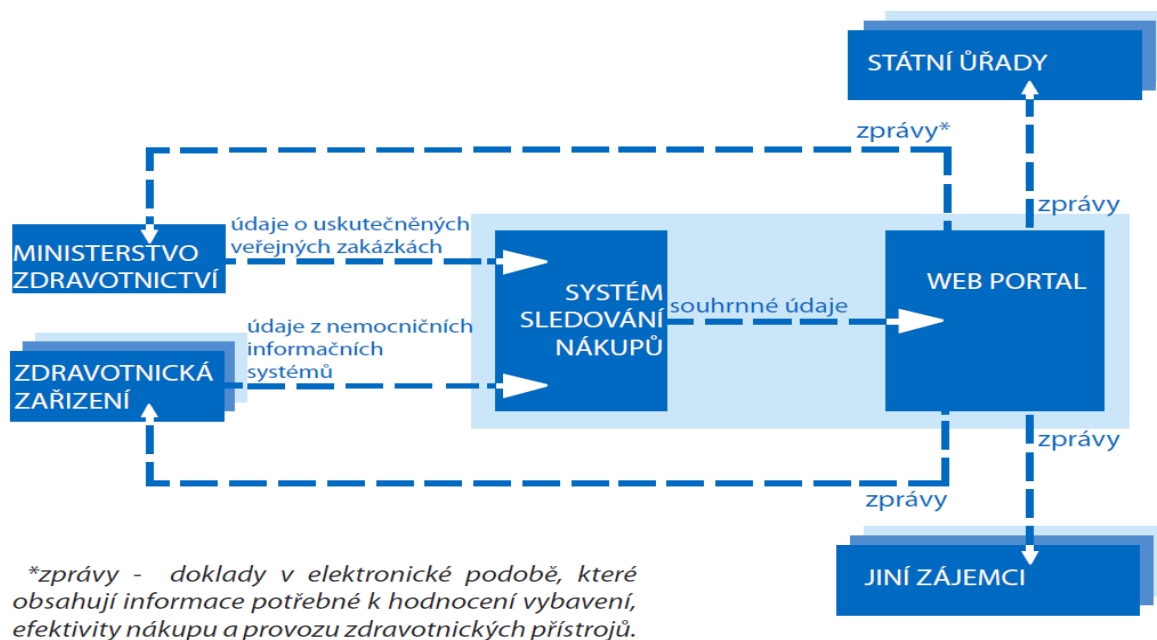 STÁTNÍ ŮŘADY
zprávy*
zprávy
údaje o uskutečněných
veřejných zakázkách
MINISTERSTVO
ZDRAVOTNICTVÍ
SYSTÉM
SLEDOVÁNÍ
NÁKUPŮ
souhrnné údaje
WEB PORTAL
údaje z nemocničních
informačních
systémů
ZDRAVOTNICKÁ
ZAŘIZENÍ
zprávy
zprávy
JINÍ ZÁJEMCI
*zprávy - doklady v elektronické podobě, které
obsahují informace potřebné k hodnocení vybavení,
efektivity nákupu a provozu zdravotnických přístrojů.